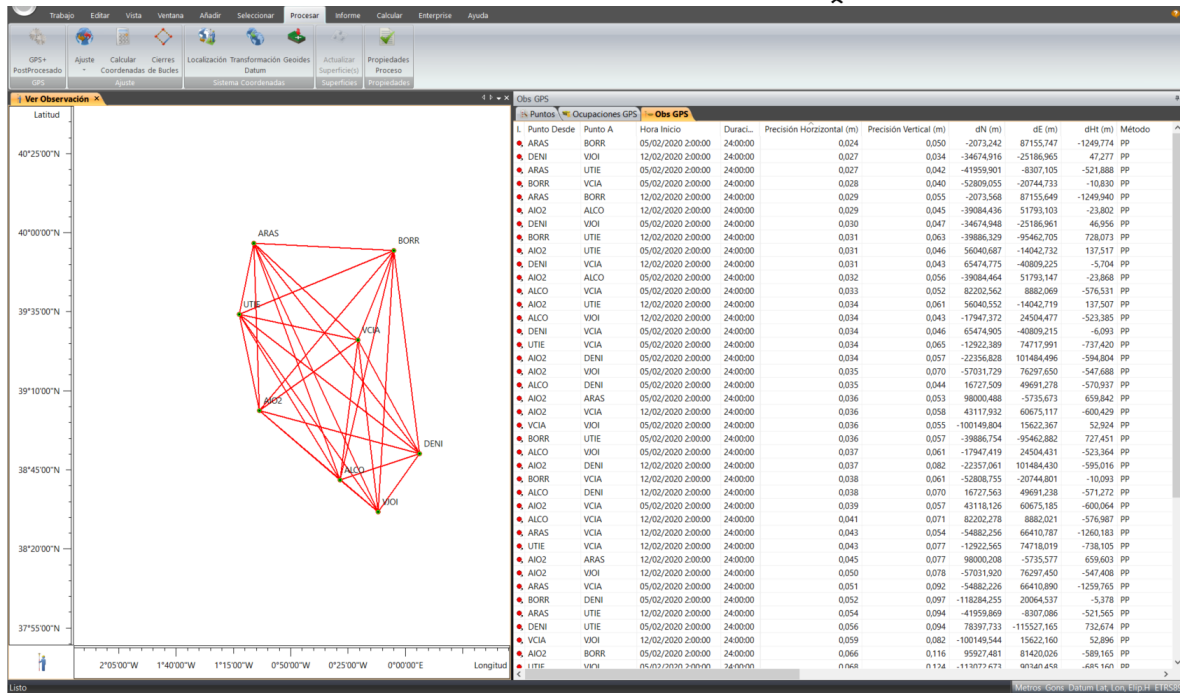 Trabajo Editar Vista Ventana Añadir Seleccionar Procesar Informe Calcular Enterprise Ayuda
GPS+ PostProcesado
Ajuste
Calcular Coordenadas
Cierres de Bucles
Localización
Transformación Datum
Geoides
Actualizar Superficie(s)
Propiedades Proceso
GPS Ajuste Sistema Coordenadas Superficies Propiedades
Ver Observación
Latitud
40°25'00"N
40°00'00"N
39°35'00"N
39°10'00"N
38°45'00"N
38°20'00"N
37°55'00"N
ARAS
BORR
UTIE
VCIA
AIO2
DENI
ALCO
VJOI
2°05'00"W 1°40'00"W 1°15'00"W 0°50'00"W 0°25'00"W 0°00'00"E Longitud
Obs GPS
Puntos Ocupaciones GPS Obs GPS
I. Punto Desde Punto A Hora Inicio Duraci... Precisión Horzizontal (m) Precisión Vertical (m) dN (m) dE (m) dHt (m) Método
ARAS BORR 05/02/2020 2:00:00 24:00:00 0,024 0,050 -2073,242 87155,747 -1249,774 PP
DENI VJOI 12/02/2020 2:00:00 24:00:00 0,027 0,034 -34674,916 -25186,965 47,277 PP
ARAS UTIE 05/02/2020 2:00:00 24:00:00 0,027 0,042 -41959,901 -8307,105 -521,888 PP
BORR VCIA 05/02/2020 2:00:00 24:00:00 0,028 0,040 -52809,055 -20744,733 -10,830 PP
ARAS BORR 12/02/2020 2:00:00 24:00:00 0,029 0,055 -2073,568 87155,649 -1249,940 PP
AIO2 ALCO 12/02/2020 2:00:00 24:00:00 0,029 0,045 -39084,436 51793,103 -23,802 PP
DENI VJOI 05/02/2020 2:00:00 24:00:00 0,030 0,047 -34674,948 -25186,961 46,956 PP
BORR UTIE 12/02/2020 2:00:00 24:00:00 0,031 0,063 -39886,329 -95462,705 728,073 PP
AIO2 UTIE 05/02/2020 2:00:00 24:00:00 0,031 0,046 56040,687 -14042,732 137,517 PP
DENI VCIA 12/02/2020 2:00:00 24:00:00 0,031 0,043 65474,775 -40809,225 -5,704 PP
AIO2 ALCO 05/02/2020 2:00:00 24:00:00 0,032 0,056 -39084,464 51793,147 -23,868 PP
ALCO VCIA 05/02/2020 2:00:00 24:00:00 0,033 0,052 82202,562 8882,069 -576,531 PP
AIO2 UTIE 12/02/2020 2:00:00 24:00:00 0,034 0,061 56040,552 -14042,719 137,507 PP
ALCO VJOI 12/02/2020 2:00:00 24:00:00 0,034 0,043 -17947,372 24504,477 -523,385 PP
DENI VCIA 05/02/2020 2:00:00 24:00:00 0,034 0,046 65474,905 -40809,215 -6,093 PP
UTIE VCIA 05/02/2020 2:00:00 24:00:00 0,034 0,065 -12922,389 74717,991 -737,420 PP
AIO2 DENI 05/02/2020 2:00:00 24:00:00 0,034 0,057 -22356,828 101484,496 -594,804 PP
AIO2 VJOI 05/02/2020 2:00:00 24:00:00 0,035 0,070 -57031,729 76297,650 -547,688 PP
ALCO DENI 05/02/2020 2:00:00 24:00:00 0,035 0,044 16727,509 49691,278 -570,937 PP
AIO2 ARAS 05/02/2020 2:00:00 24:00:00 0,036 0,053 98000,488 -5735,673 659,842 PP
AIO2 VCIA 12/02/2020 2:00:00 24:00:00 0,036 0,058 43117,932 60675,117 -600,429 PP
VCIA VJOI 05/02/2020 2:00:00 24:00:00 0,036 0,055 -100149,804 15622,367 52,924 PP
BORR UTIE 05/02/2020 2:00:00 24:00:00 0,036 0,057 -39886,754 -95462,882 727,451 PP
ALCO VJOI 05/02/2020 2:00:00 24:00:00 0,037 0,061 -17947,419 24504,431 -523,364 PP
AIO2 DENI 12/02/2020 2:00:00 24:00:00 0,037 0,082 -22357,061 101484,430 -595,016 PP
BORR VCIA 12/02/2020 2:00:00 24:00:00 0,038 0,061 -52808,755 -20744,801 -10,093 PP
ALCO DENI 12/02/2020 2:00:00 24:00:00 0,038 0,070 16727,563 49691,238 -571,272 PP
AIO2 VCIA 05/02/2020 2:00:00 24:00:00 0,039 0,057 43118,126 60675,185 -600,064 PP
ALCO VCIA 12/02/2020 2:00:00 24:00:00 0,041 0,071 82202,278 8882,021 -576,987 PP
ARAS VCIA 12/02/2020 2:00:00 24:00:00 0,043 0,054 -54882,256 66410,787 -1260,183 PP
UTIE VCIA 12/02/2020 2:00:00 24:00:00 0,043 0,077 -12922,565 74718,019 -738,105 PP
AIO2 ARAS 12/02/2020 2:00:00 24:00:00 0,045 0,077 98000,208 -5735,577 659,603 PP
AIO2 VJOI 12/02/2020 2:00:00 24:00:00 0,050 0,078 -57031,920 76297,450 -547,408 PP
ARAS VCIA 05/02/2020 2:00:00 24:00:00 0,051 0,092 -54882,226 66410,890 -1259,765 PP
BORR DENI 05/02/2020 2:00:00 24:00:00 0,052 0,097 -118284,255 20064,537 -5,378 PP
ARAS UTIE 12/02/2020 2:00:00 24:00:00 0,054 0,094 -41959,869 -8307,086 -521,565 PP
DENI UTIE 05/02/2020 2:00:00 24:00:00 0,056 0,094 78397,733 -115527,165 732,674 PP
VCIA VJOI 12/02/2020 2:00:00 24:00:00 0,059 0,082 -100149,544 15622,160 52,896 PP
AIO2 BORR 05/02/2020 2:00:00 24:00:00 0,066 0,116 95927,481 81420,026 -589,165 PP
UTIE VJOI 05/02/2020 2:00:00 24:00:00 0,068 0,124 -113072,673 90340,458 -685,160 PP
Listo
Metros Gons Datum Lat, Lon, Elip.H ETRS8